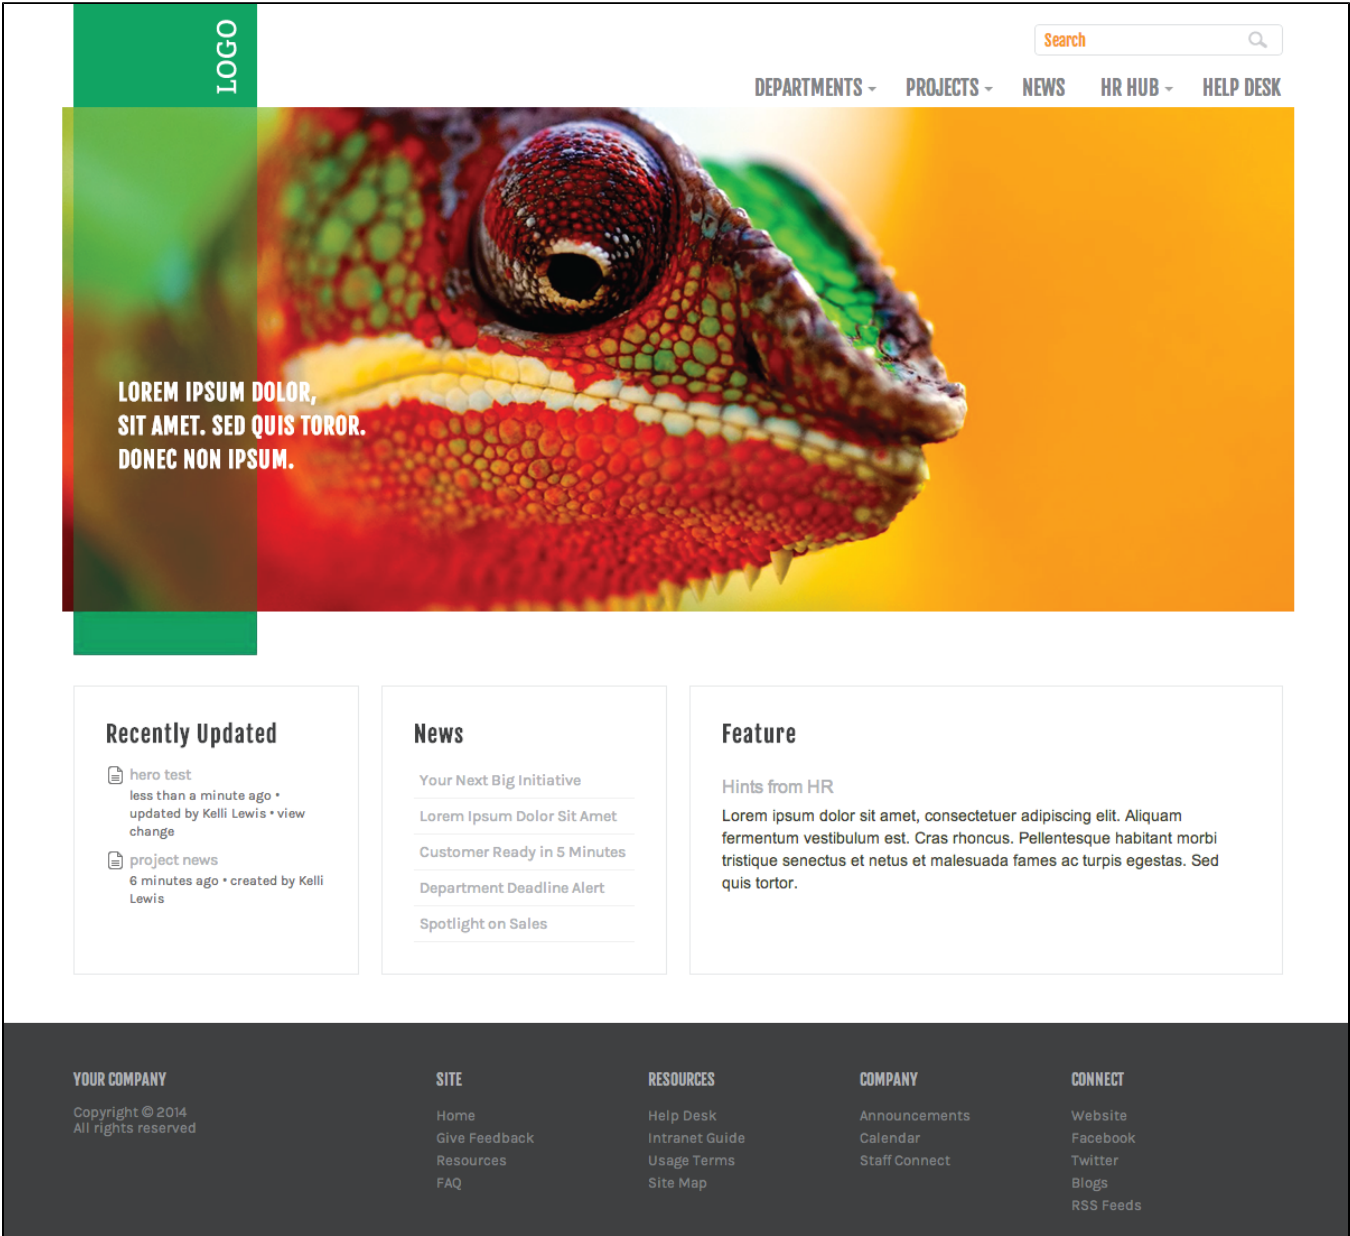 LOGO
Search
DEPARTMENTS
PROJECTS
NEWS
HR HUB
HELP DESK
LOREM IPSUM DOLOR,
SIT AMET. SED QUIS TOROR.
DONEC NON IPSUM.
Recently Updated
hero test
less than a minute ago •
updated by Kelli Lewis • view
change
project news
6 minutes ago • created by Kelli
Lewis
News
Your Next Big Initiative
Lorem Ipsum Dolor Sit Amet
Customer Ready in 5 Minutes
Department Deadline Alert
Spotlight on Sales
Feature
Hints from HR
Lorem ipsum dolor sit amet, consectetuer adipiscing elit. Aliquam
fermentum vestibulum est. Cras rhoncus. Pellentesque habitant morbi
tristique senectus et netus et malesuada fames ac turpis egestas. Sed
quis tortor.
YOUR COMPANY
Copyright © 2014
All rights reserved
SITE
Home
Give Feedback
Resources
FAQ
RESOURCES
Help Desk
Intranet Guide
Usage Terms
Site Map
COMPANY
Announcements
Calendar
Staff Connect
CONNECT
Website
Facebook
Twitter
Blogs
RSS Feeds